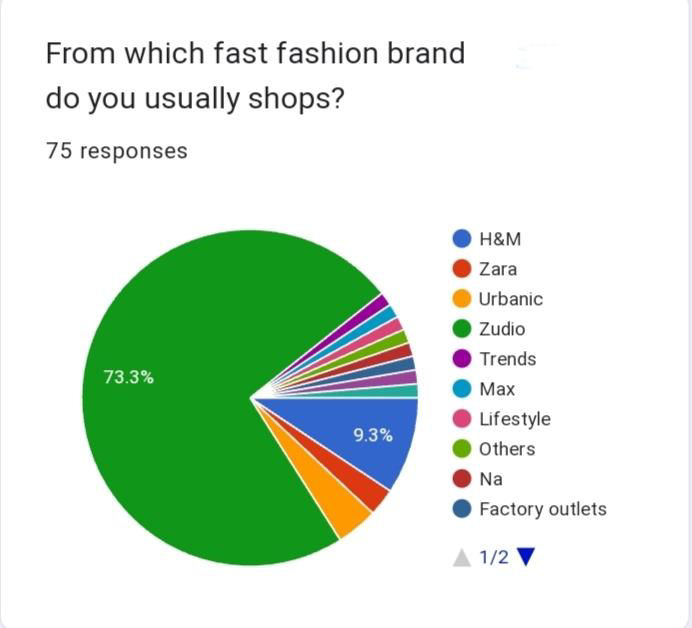 From which fast fashion brand
do you usually shops?
75 responses
H&M
Zara
Urbanic
Zudio
Trends
Max
Lifestyle
Others
Na
Factory outlets
1/2
73.3%
9.3%